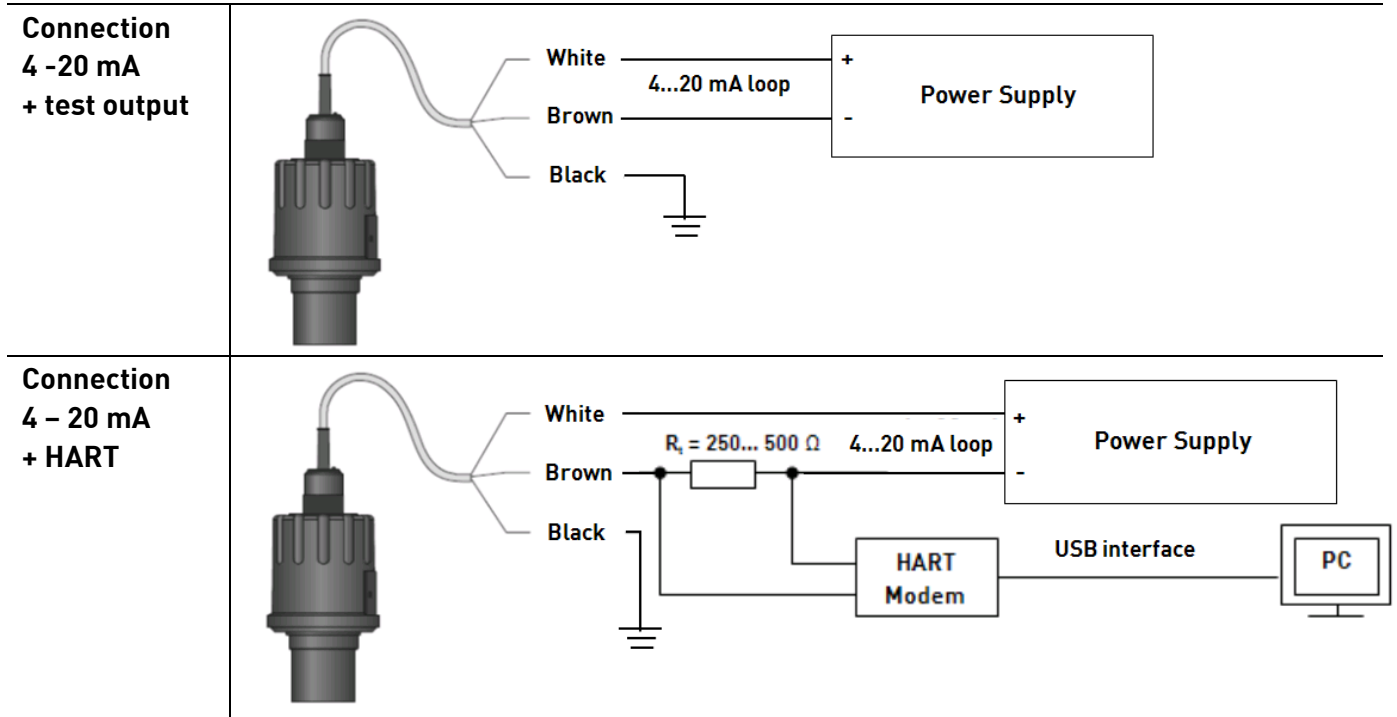 Connection
4 -20 mA
+ test output
White
4...20 mA loop
Brown
Black
+
-
Power Supply
Connection
4 – 20 mA
+ HART
White
Rₜ = 250... 500 Ω
4...20 mA loop
Brown
Black
+
-
Power Supply
HART
Modem
USB interface
PC